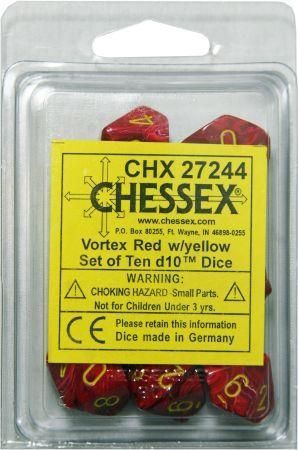 CHX 27244
CHESSEX®
www.chessex.com
P.O. Box 80255, Ft. Wayne, IN 46898-0255
Vortex Red w/yellow
Set of Ten d10™ Dice
WARNING:
CHOKING HAZARD-Small Parts.
Not for Children Under 3 yrs.
Please retain this information
Dice made in Germany